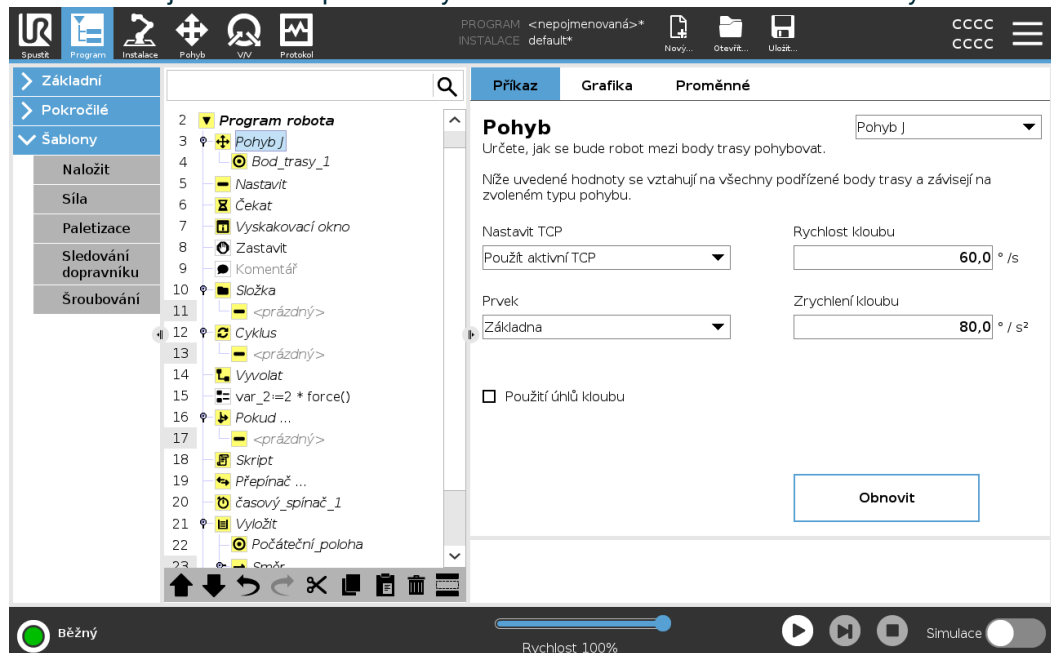 PROGRAM <nepojmenovaná>*
INSTALACE default*
UR
Spustit
Program
Instalace
Pohyb
V/V
Protokol
Nový...
Otevřít...
Uložit...
CCCC
CCCC
Základní
Pokročilé
Šablony
Naložit
Síla
Paletizace
Sledování
dopravníku
Šroubování
2 Program robota
3 Pohyb J
4 Bod_trasy_1
5 Nastavit
6 Čekat
7 Vyskakovací okno
8 Zastavit
9 Komentář
10 Složka
11 <prázdný>
12 Cyklus
13 <prázdný>
14 Vyvolat
15 var_2:=2 * force()
16 Pokud ...
17 <prázdný>
18 Skript
19 Přepínač ...
20 časový_spínač_1
21 Vyložit
22 Počáteční_poloha
23 Směr
Příkaz
Grafika
Proměnné
Pohyb
Pohyb J
Určete, jak se bude robot mezi body trasy pohybovat.
Níže uvedené hodnoty se vztahují na všechny podřízené body trasy a závisejí na
zvoleném typu pohybu.
Nastavit TCP
Použít aktivní TCP
Rychlost kloubu
60,0 ° /s
Prvek
Základna
Zrychlení kloubu
80,0 ° / s²
Použití úhlů kloubu
Obnovit
Běžný
Rychlost 100%
Simulace